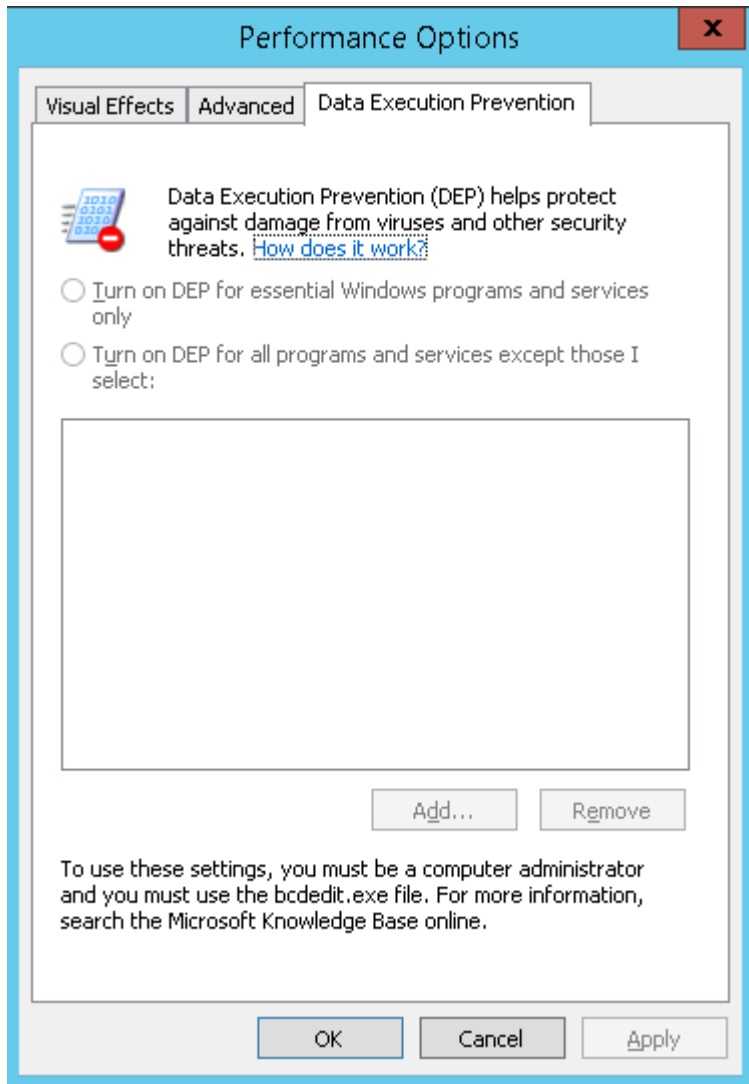 Performance Options
x
Visual Effects
Advanced
Data Execution Prevention
1010
0101
1010
010
Data Execution Prevention (DEP) helps protect
against damage from viruses and other security
threats. How does it work?
Turn on DEP for essential Windows programs and services
only
Turn on DEP for all programs and services except those I
select:
Add...
Remove
To use these settings, you must be a computer administrator
and you must use the bcdedit.exe file. For more information,
search the Microsoft Knowledge Base online.
OK
Cancel
Apply